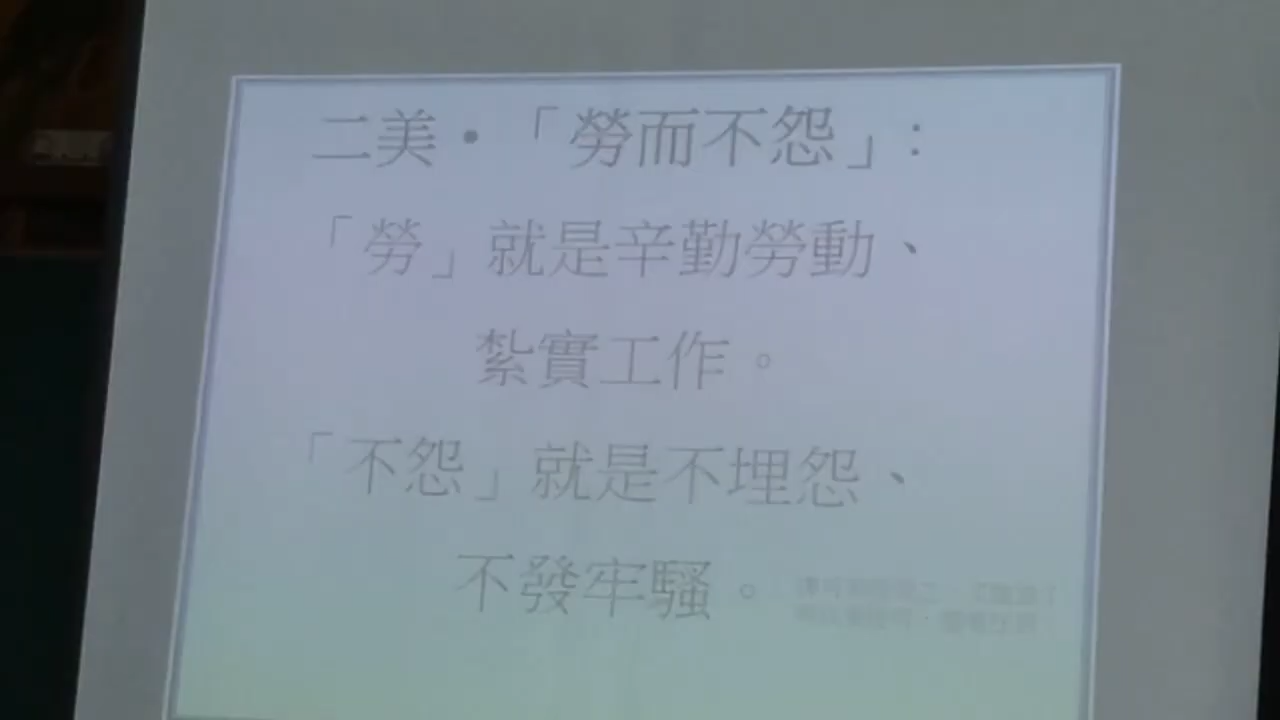 二美•「勞而不怨」：
「勞」就是辛勤勞動、
紮實工作。
「不怨」就是不埋怨、
不發牢騷。